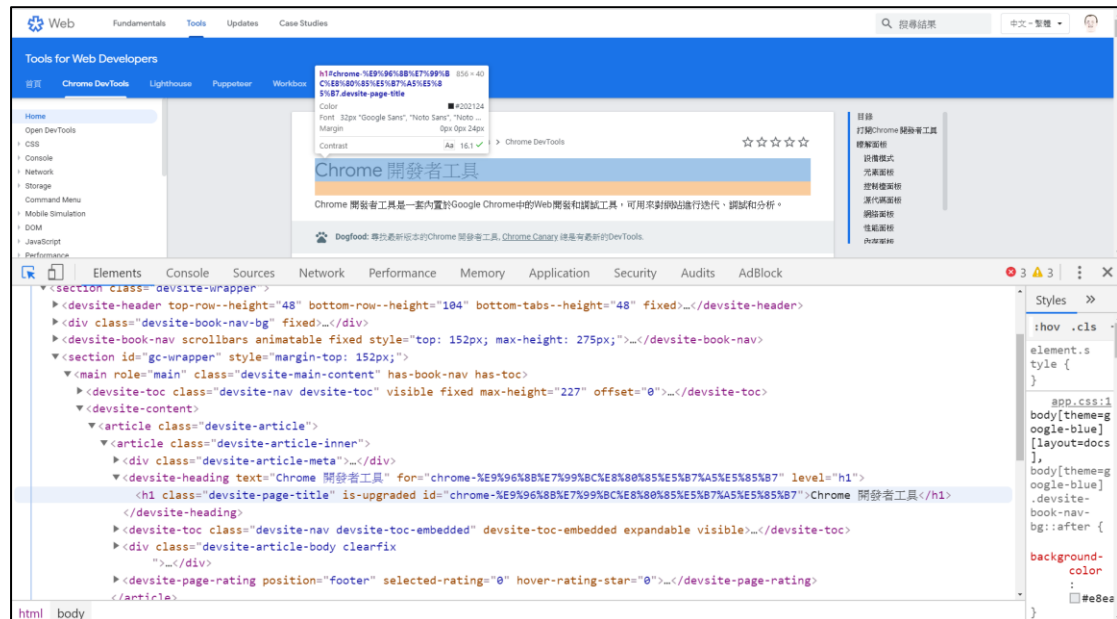 Web Fundamentals Tools Updates Case Studies 搜尋結果 中文 – 繁體
Tools for Web Developers
首頁 Chrome DevTools Lighthouse Puppeteer Workbox
h1#chrome-%E9%96%8B%E7%99%B 856 × 40
C%E8%80%85%E5%B7%A5%E5%8
5%B7.devsite-page-title
Color #202124
Font 32px "Google Sans", "Noto Sans", "Noto ...
Margin 0px 0px 24px
Contrast Aa 16.1
Home
Open DevTools
CSS
Console
Network
Storage
Command Menu
Mobile Simulation
DOM
JavaScript
Performance
> Chrome DevTools
Chrome 開發者工具
Chrome 開發者工具是一套內置於Google Chrome中的Web開發和調試工具，可用來對網站進行迭代、調試和分析。
Dogfood: 尋找最新版本的Chrome 開發者工具, Chrome Canary 總是有最新的DevTools.
目錄
打開Chrome 開發者工具
瞭解面板
設備模式
元素面板
控制檯面板
源代碼面板
網絡面板
性能面板
內存面板
Elements Console Sources Network Performance Memory Application Security Audits AdBlock 3 3
<section class="devsite-wrapper">
<devsite-header top-row--height="48" bottom-row--height="104" bottom-tabs--height="48" fixed>…</devsite-header>
<div class="devsite-book-nav-bg" fixed>…</div>
<devsite-book-nav scrollbars animatable fixed style="top: 152px; max-height: 275px;">…</devsite-book-nav>
<section id="gc-wrapper" style="margin-top: 152px;">
<main role="main" class="devsite-main-content" has-book-nav has-toc>
<devsite-toc class="devsite-nav devsite-toc" visible fixed max-height="227" offset="0">…</devsite-toc>
<devsite-content>
<article class="devsite-article">
<article class="devsite-article-inner">
<div class="devsite-article-meta">…</div>
<devsite-heading text="Chrome 開發者工具" for="chrome-%E9%96%8B%E7%99%BC%E8%80%85%E5%B7%A5%E5%85%B7" level="h1">
<h1 class="devsite-page-title" is-upgraded id="chrome-%E9%96%8B%E7%99%BC%E8%80%85%E5%B7%A5%E5%85%B7">Chrome 開發者工具</h1>
</devsite-heading>
<devsite-toc class="devsite-nav devsite-toc-embedded" devsite-toc-embedded expandable visible>…</devsite-toc>
<div class="devsite-article-body clearfix
">…</div>
<devsite-page-rating position="footer" selected-rating="0" hover-rating-star="0">…</devsite-page-rating>
</article>
html body
Styles »
:hov .cls
element.s
tyle {
}
app.css:1
body[theme=g
oogle-blue]
[layout=docs
],
body[theme=g
oogle-blue]
.devsite-
book-nav-
bg::after {
background-
color
:
#e8ea
}